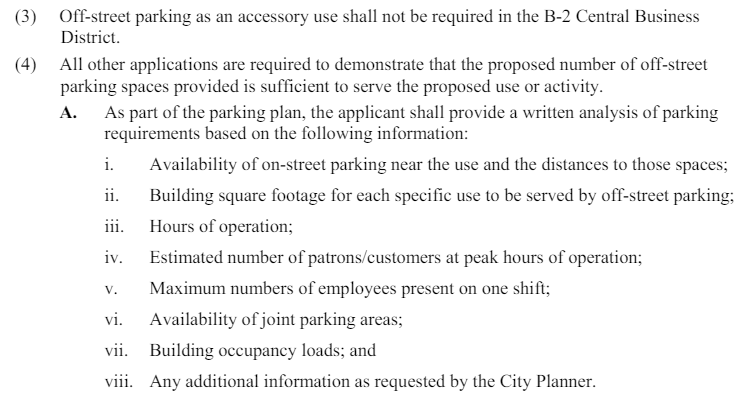 (3) Off-street parking as an accessory use shall not be required in the B-2 Central Business
District.
(4) All other applications are required to demonstrate that the proposed number of off-street
parking spaces provided is sufficient to serve the proposed use or activity.
A. As part of the parking plan, the applicant shall provide a written analysis of parking
requirements based on the following information:
i. Availability of on-street parking near the use and the distances to those spaces;
ii. Building square footage for each specific use to be served by off-street parking;
iii. Hours of operation;
iv. Estimated number of patrons/customers at peak hours of operation;
v. Maximum numbers of employees present on one shift;
vi. Availability of joint parking areas;
vii. Building occupancy loads; and
viii. Any additional information as requested by the City Planner.